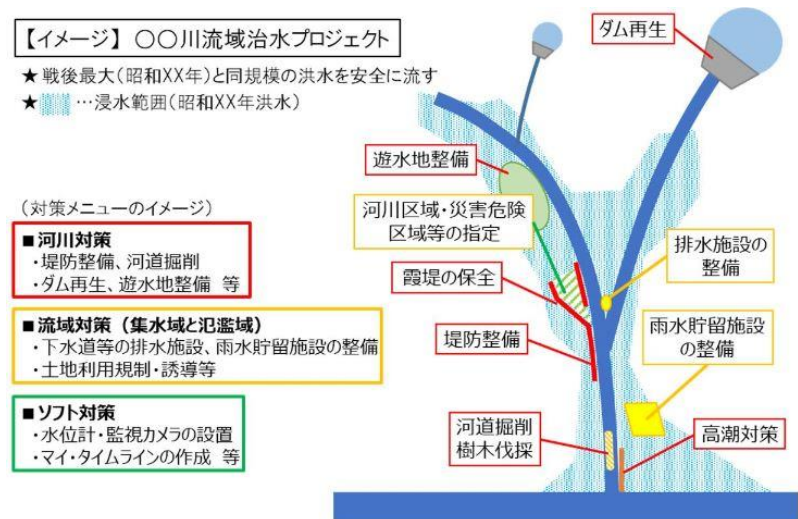 【イメージ】 〇〇川流域治水プロジェクト
★ 戦後最大(昭和XX年)と同規模の洪水を安全に流す
★ …浸水範囲(昭和XX年洪水)
ダム再生
遊水地整備
河川区域・災害危険
区域等の指定
霞堤の保全
堤防整備
排水施設の
整備
雨水貯留施設
の整備
河道掘削
樹木伐採
高潮対策
(対策メニューのイメージ)
■河川対策
・堤防整備、河道掘削
・ダム再生、遊水地整備 等
■流域対策(集水域と氾濫域)
・下水道等の排水施設、雨水貯留施設の整備
・土地利用規制・誘導等
■ソフト対策
・水位計・監視カメラの設置
・マイ・タイムラインの作成 等